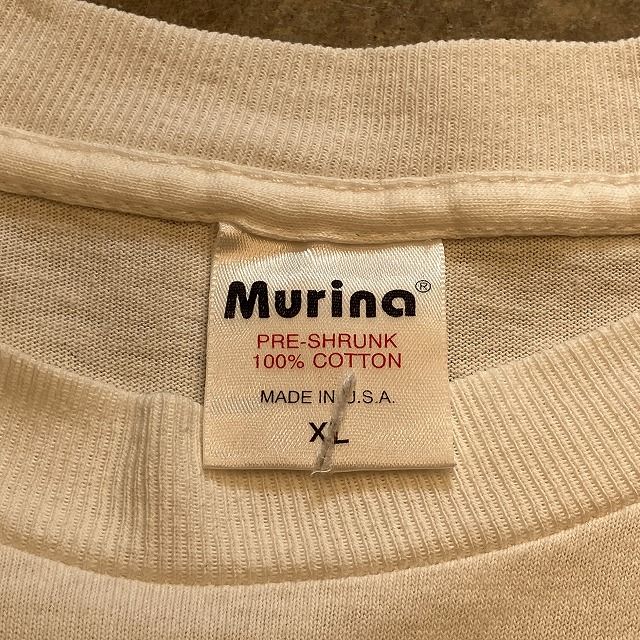 Murina®
PRE-SHRUNK
100% COTTON
MADE IN U.S.A.
XL